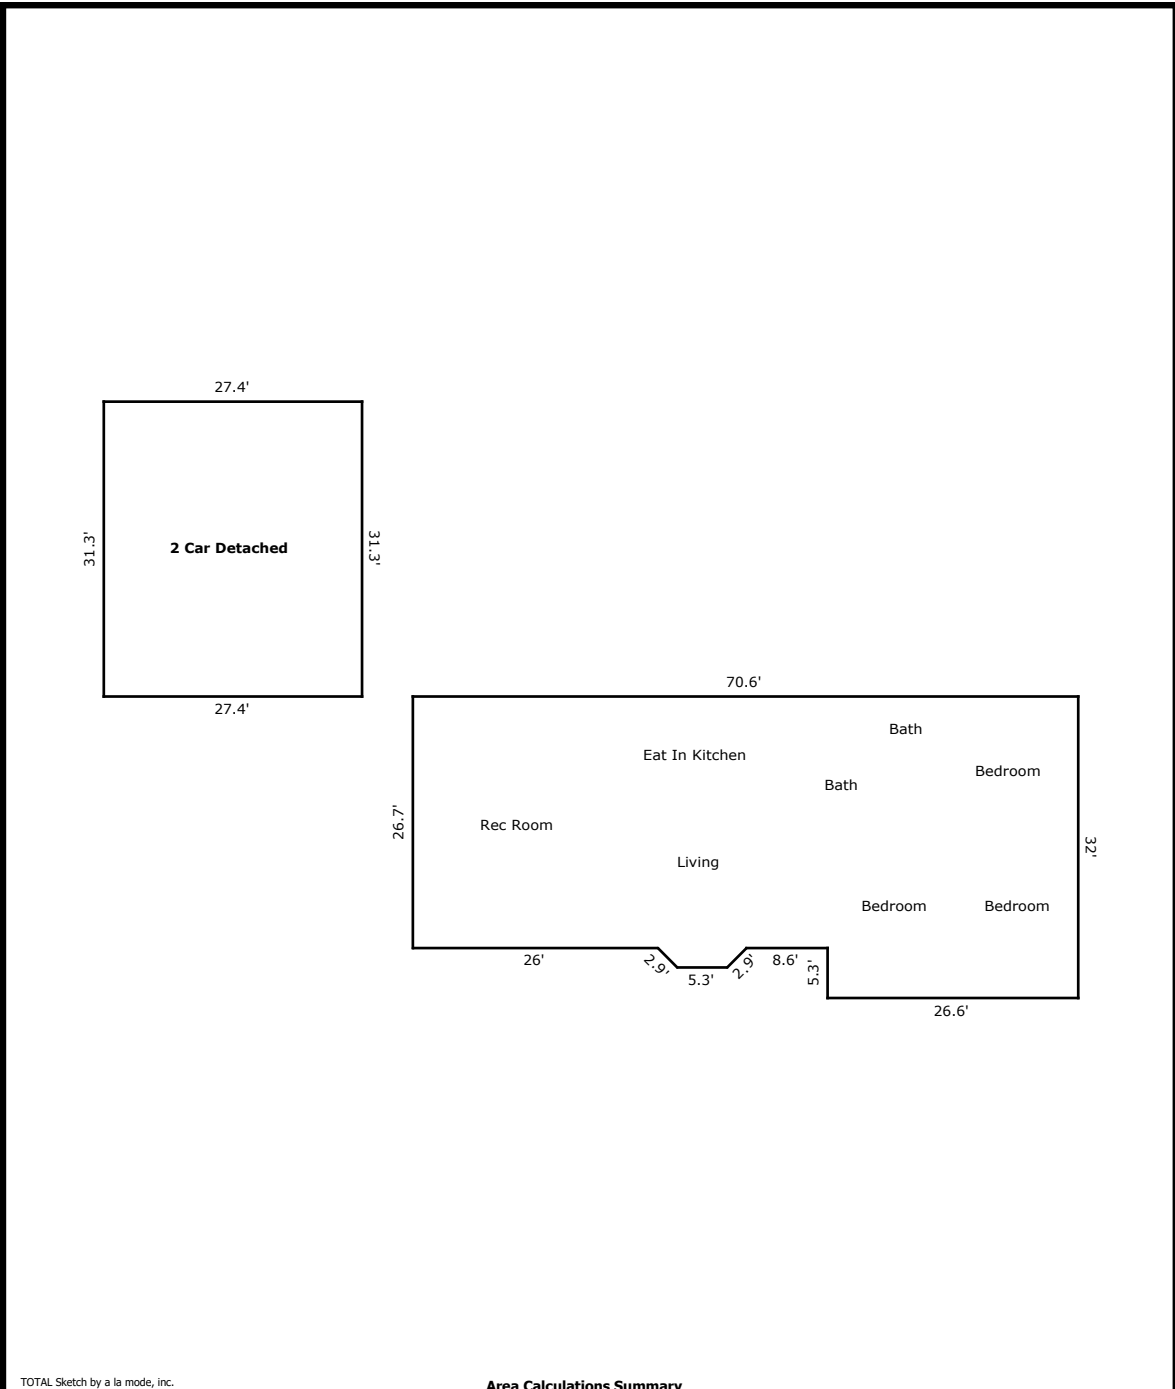 27.4'
31.3'
2 Car Detached
31.3'
27.4'
70.6'
Bath
Eat In Kitchen
Bedroom
Bath
26.7'
Rec Room
32'
Living
Bedroom
Bedroom
26'
2.9'
5.3'
2.9'
8.6'
5.3'
26.6'
TOTAL Sketch by a la mode, inc.
Area Calculations Summary